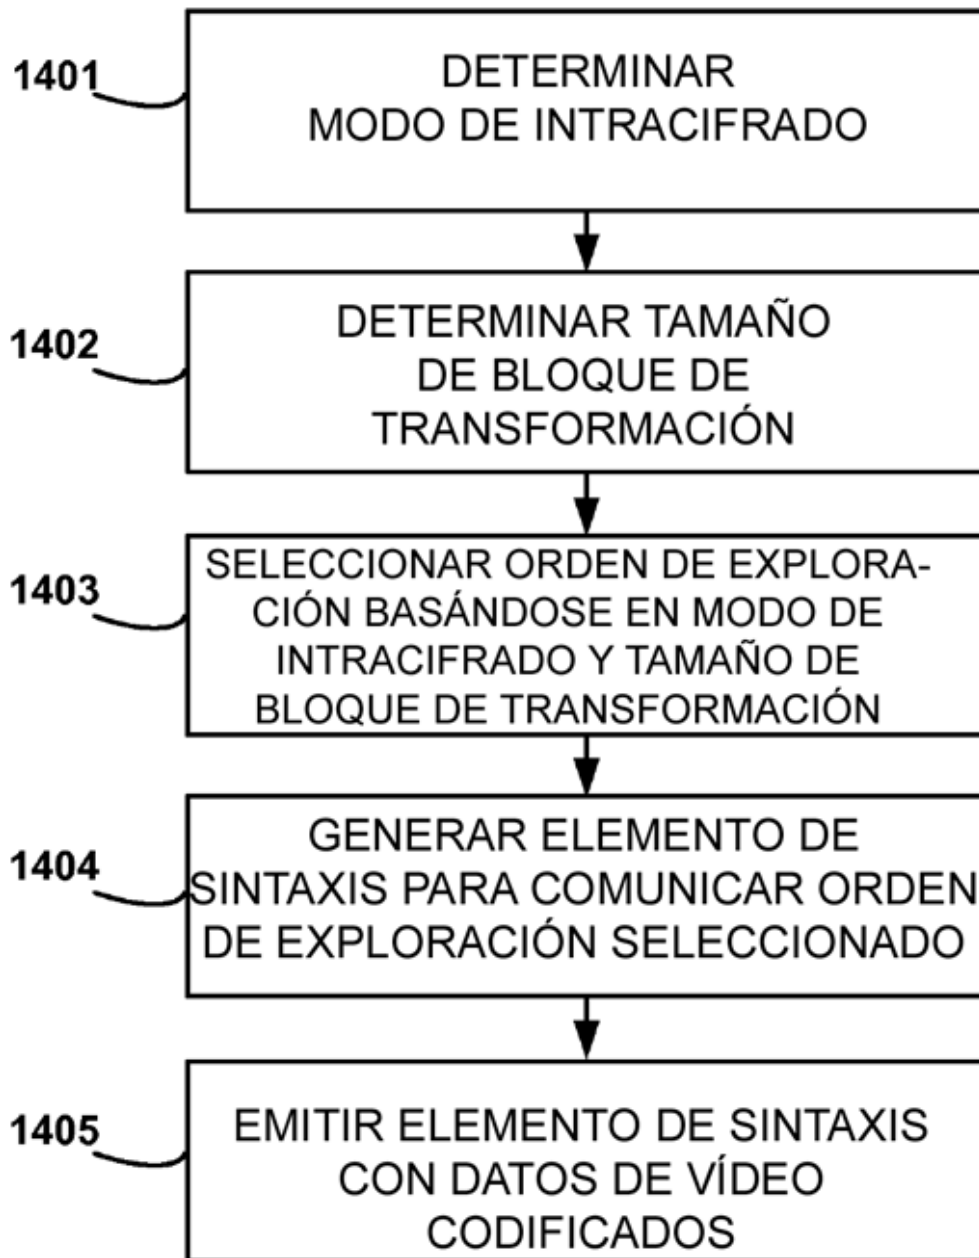 1401
DETERMINAR
MODO DE INTRACIFRADO
1402
DETERMINAR TAMAÑO
DE BLOQUE DE
TRANSFORMACIÓN
1403
SELECCIONAR ORDEN DE EXPLORA-
CIÓN BASÁNDOSE EN MODO DE
INTRACIFRADO Y TAMAÑO DE
BLOQUE DE TRANSFORMACIÓN
1404
GENERAR ELEMENTO DE
SINTAXIS PARA COMUNICAR ORDEN
DE EXPLORACIÓN SELECCIONADO
1405
EMITIR ELEMENTO DE SINTAXIS
CON DATOS DE VÍDEO
CODIFICADOS